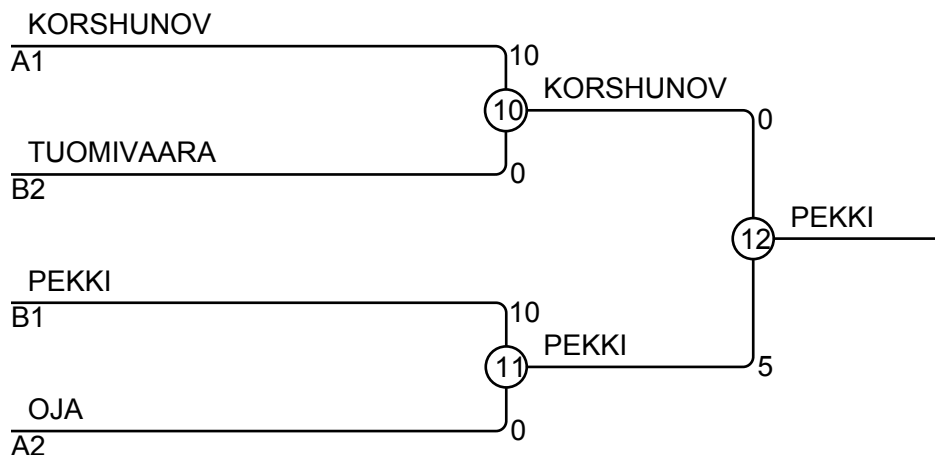 KORSHUNOV
A1
10
10
KORSHUNOV
0
TUOMIVAARA
B2
0
12
PEKKI
PEKKI
B1
10
11
PEKKI
5
OJA
A2
0